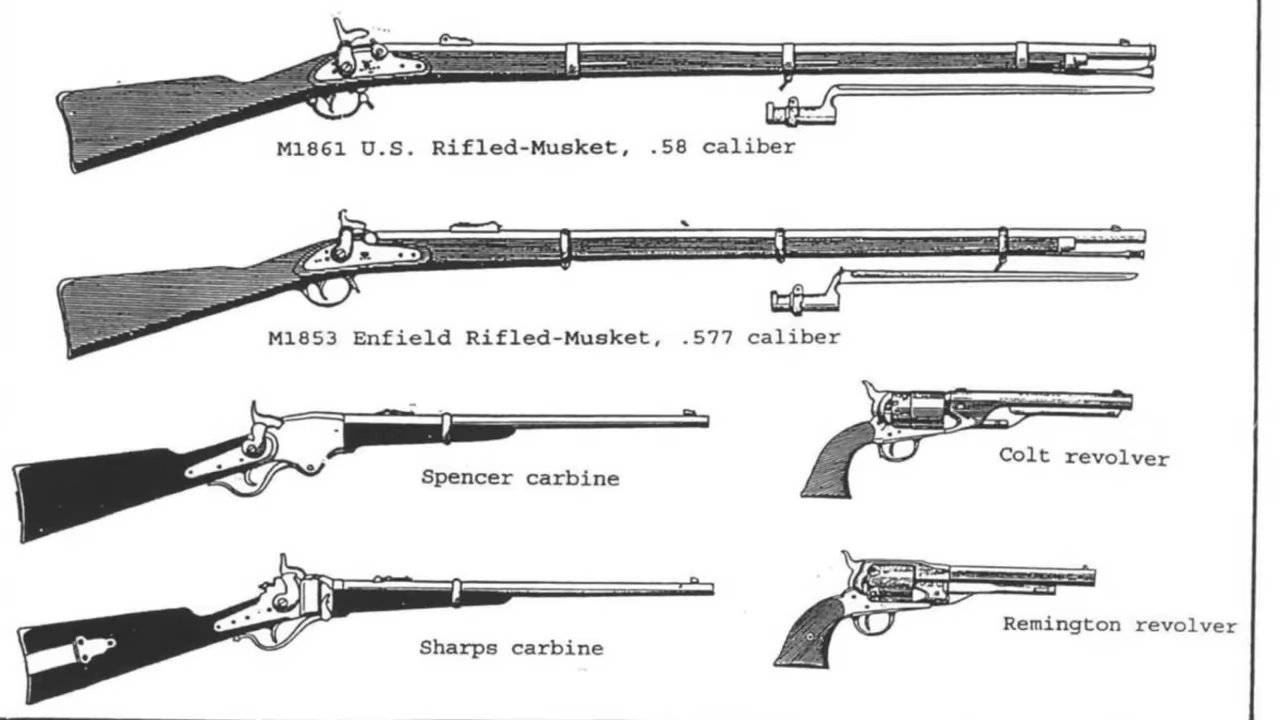 M1861 U.S. Rifled-Musket, .58 caliber
M1853 Enfield Rifled-Musket, .577 caliber
Spencer carbine
Colt revolver
Sharps carbine
Remington revolver